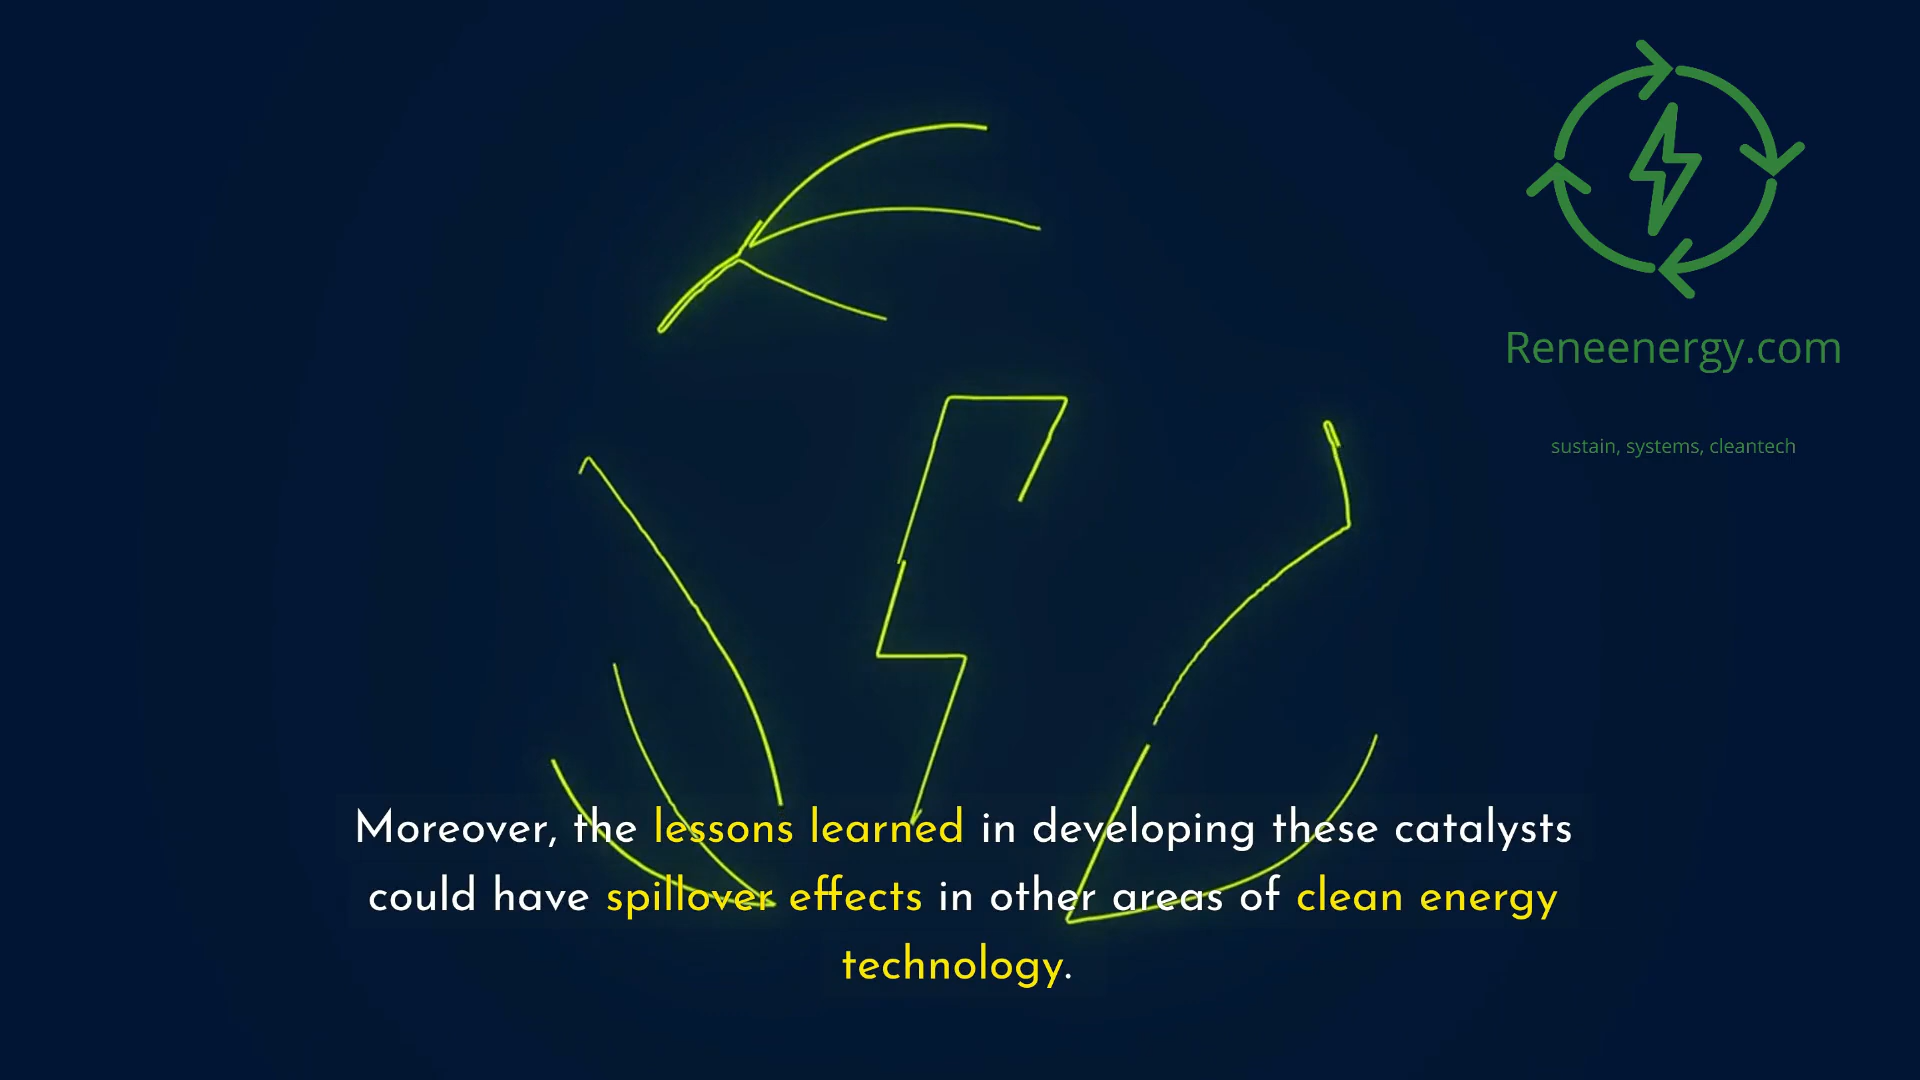 Reneenergy.com
sustain, systems, cleantech
Moreover, the lessons learned in developing these catalysts
could have spillover effects in other areas of clean energy
technology.